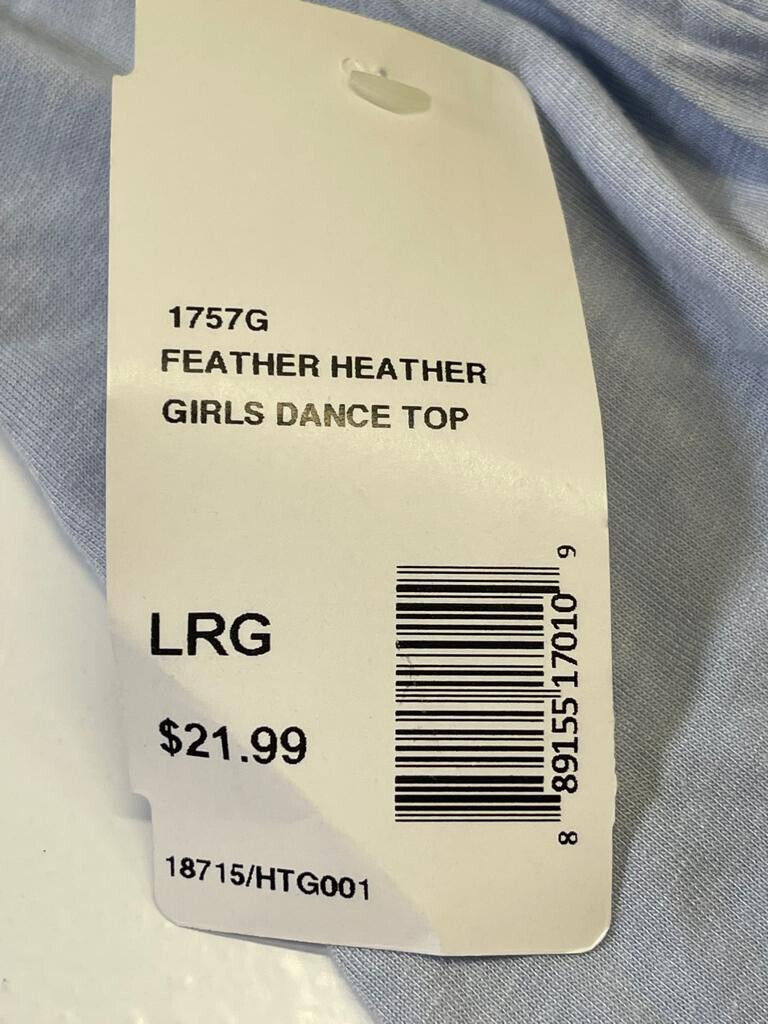 1757G
FEATHER HEATHER
GIRLS DANCE TOP
LRG
$21.99
18715/HTG001
8 89155 17010 9